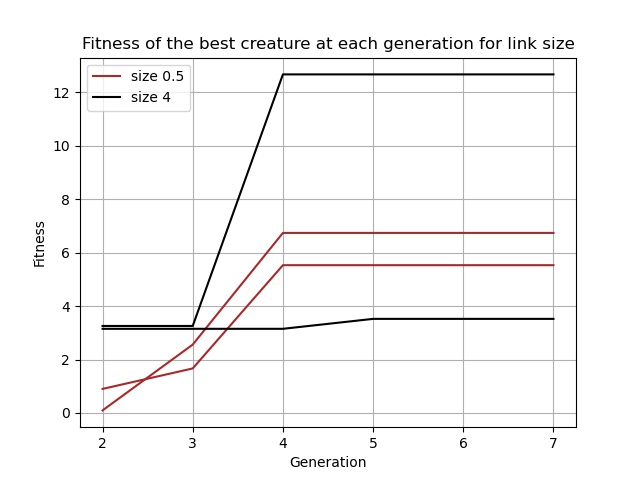 Fitness of the best creature at each generation for link size
size 0.5
size 4
12
10
8
6
4
2
0
Fitness
2 3 4 5 6 7
Generation